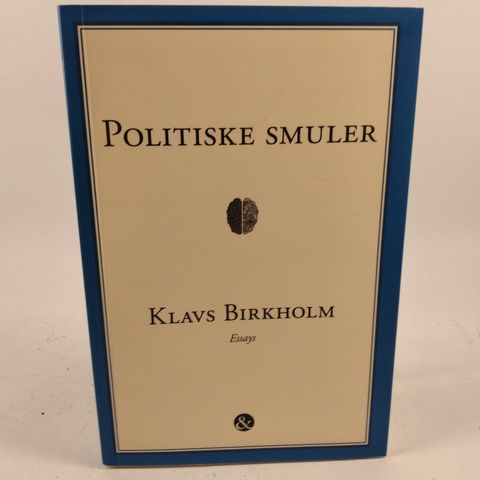 POLITISKE SMULER
KLAVS BIRKHOLM
Essays
&